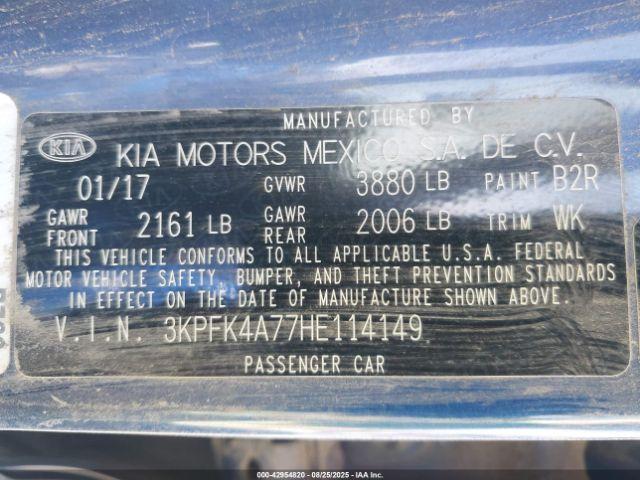 MANUFACTURED BY
KIA KIA MOTORS MEXICO S.A. DE C.V.
01/17 GVWR 3880 LB PAINT B2R
GAWR FRONT 2161 LB GAWR REAR 2006 LB TRIM WK
THIS VEHICLE CONFORMS TO ALL APPLICABLE U.S.A. FEDERAL
MOTOR VEHICLE SAFETY, BUMPER, AND THEFT PREVENTION STANDARDS
IN EFFECT ON THE DATE OF MANUFACTURE SHOWN ABOVE.
V.I.N. 3KPFK4A77HE114149
PASSENGER CAR
000-42954820 - 08/25/2025 - IAA Inc.